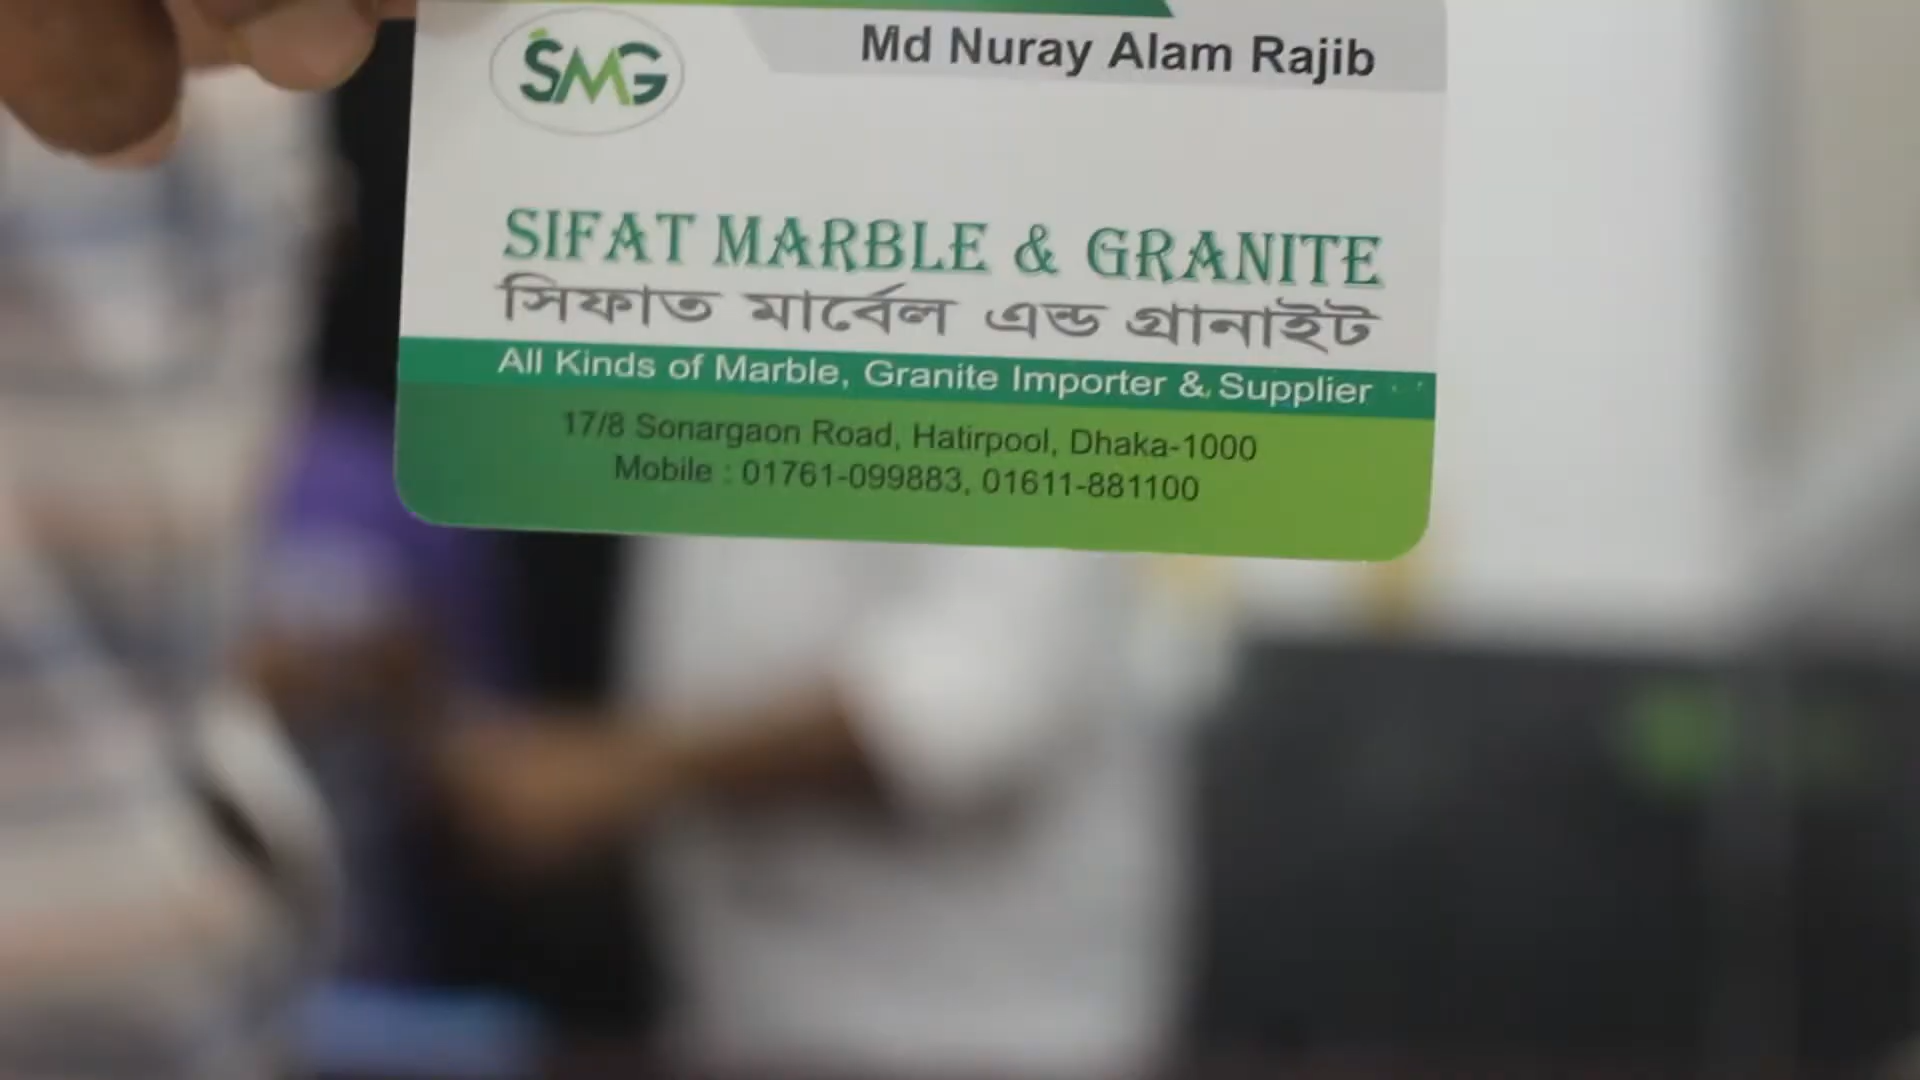 SMG
Md Nuray Alam Rajib
SIFAT MARBLE & GRANITE
সিফাত মার্বেল এন্ড গ্রানাইট
All Kinds of Marble, Granite Importer & Supplier
17/8 Sonargaon Road, Hatirpool, Dhaka-1000
Mobile : 01761-099883, 01611-881100